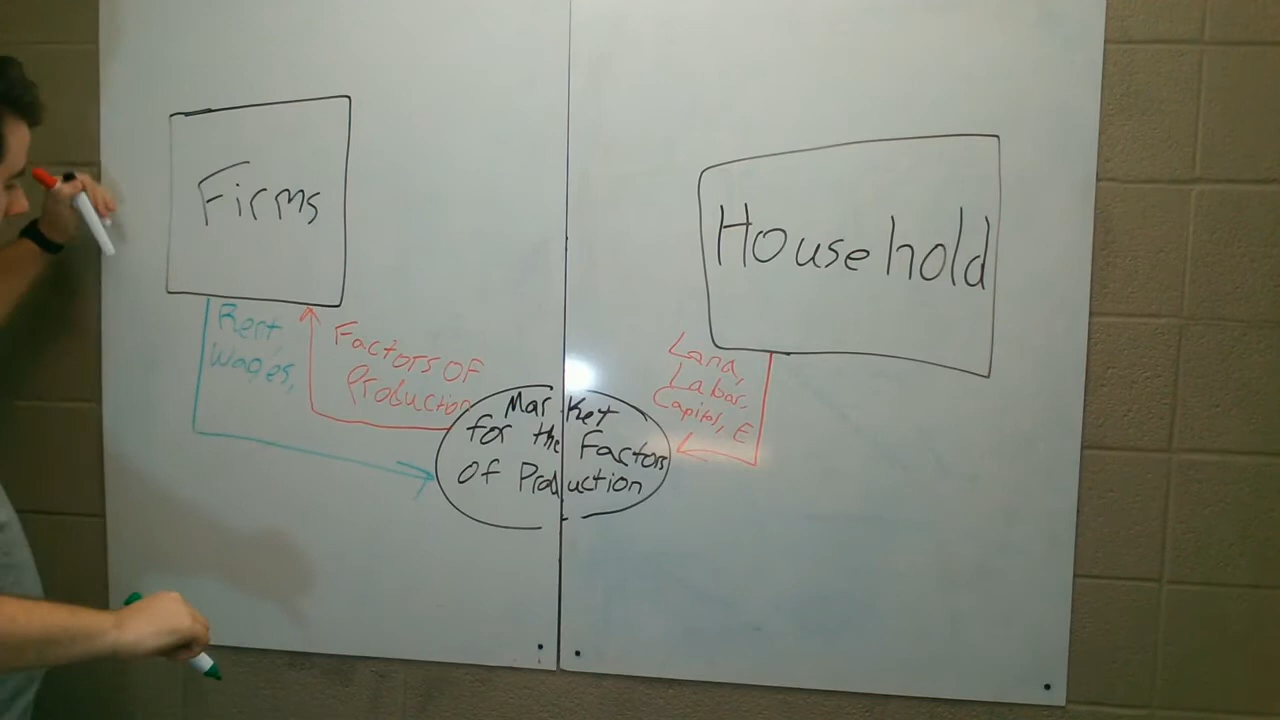 Firms
Household
Rent,
Wages,
Factors OF
Production
Land,
Labor,
Capital, E
Market
for the Factors
Of Production